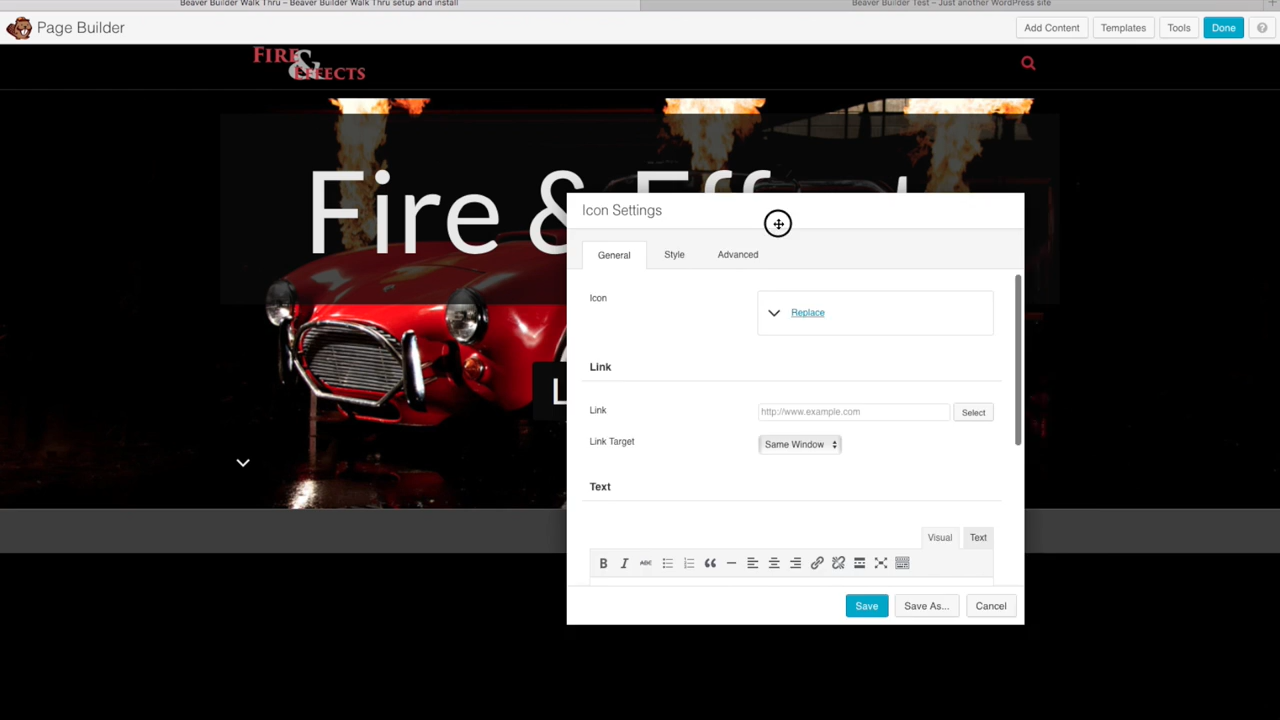 Beaver Builder Walk Thru – Beaver Builder Walk Thru setup and install
Beaver Builder Test – Just another WordPress site
Page Builder
Add Content
Templates
Tools
Done
?
FIRE
&
EFFECTS
Fire &
Icon Settings
General
Style
Advanced
Icon
Replace
Link
Link
http://www.example.com
Select
Link Target
Same Window
Text
Visual
Text
B I ABC
Save
Save As...
Cancel